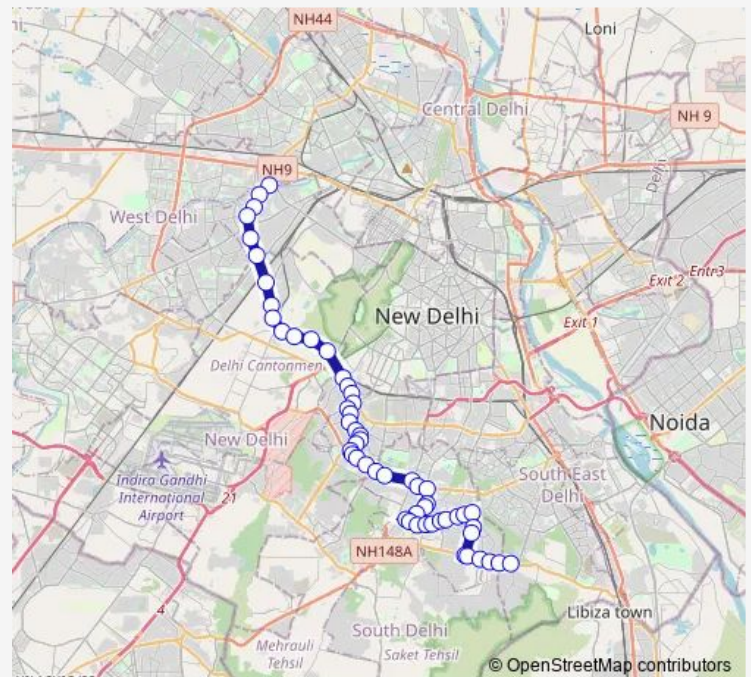 NH44
Loni
Central Delhi
NH 9
Delhi
NH9
West Delhi
Exit 2
Entr3
New Delhi
Exit 1
Delhi Cantonmen
Noida
New Delhi
Indira Gandhi
International
Airport
21
South East
Delhi
NH148A
4
Libiza town
South Delhi
Mehrauli
Tehsil
Saket Tehsil
© OpenStreetMap contributors